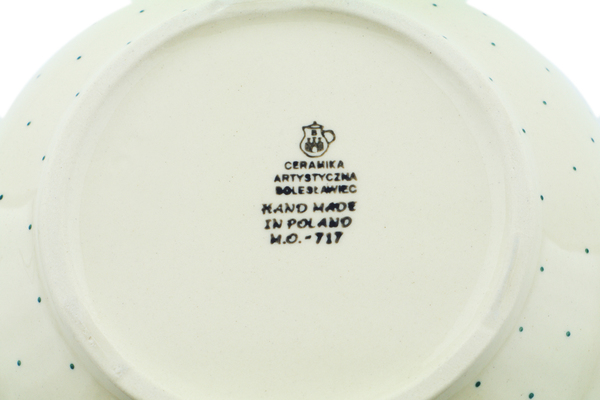 CERAMIKA
ARTYSTYCZNA
BOLESŁAWIEC
HAND MADE
IN POLAND
M.O.-717